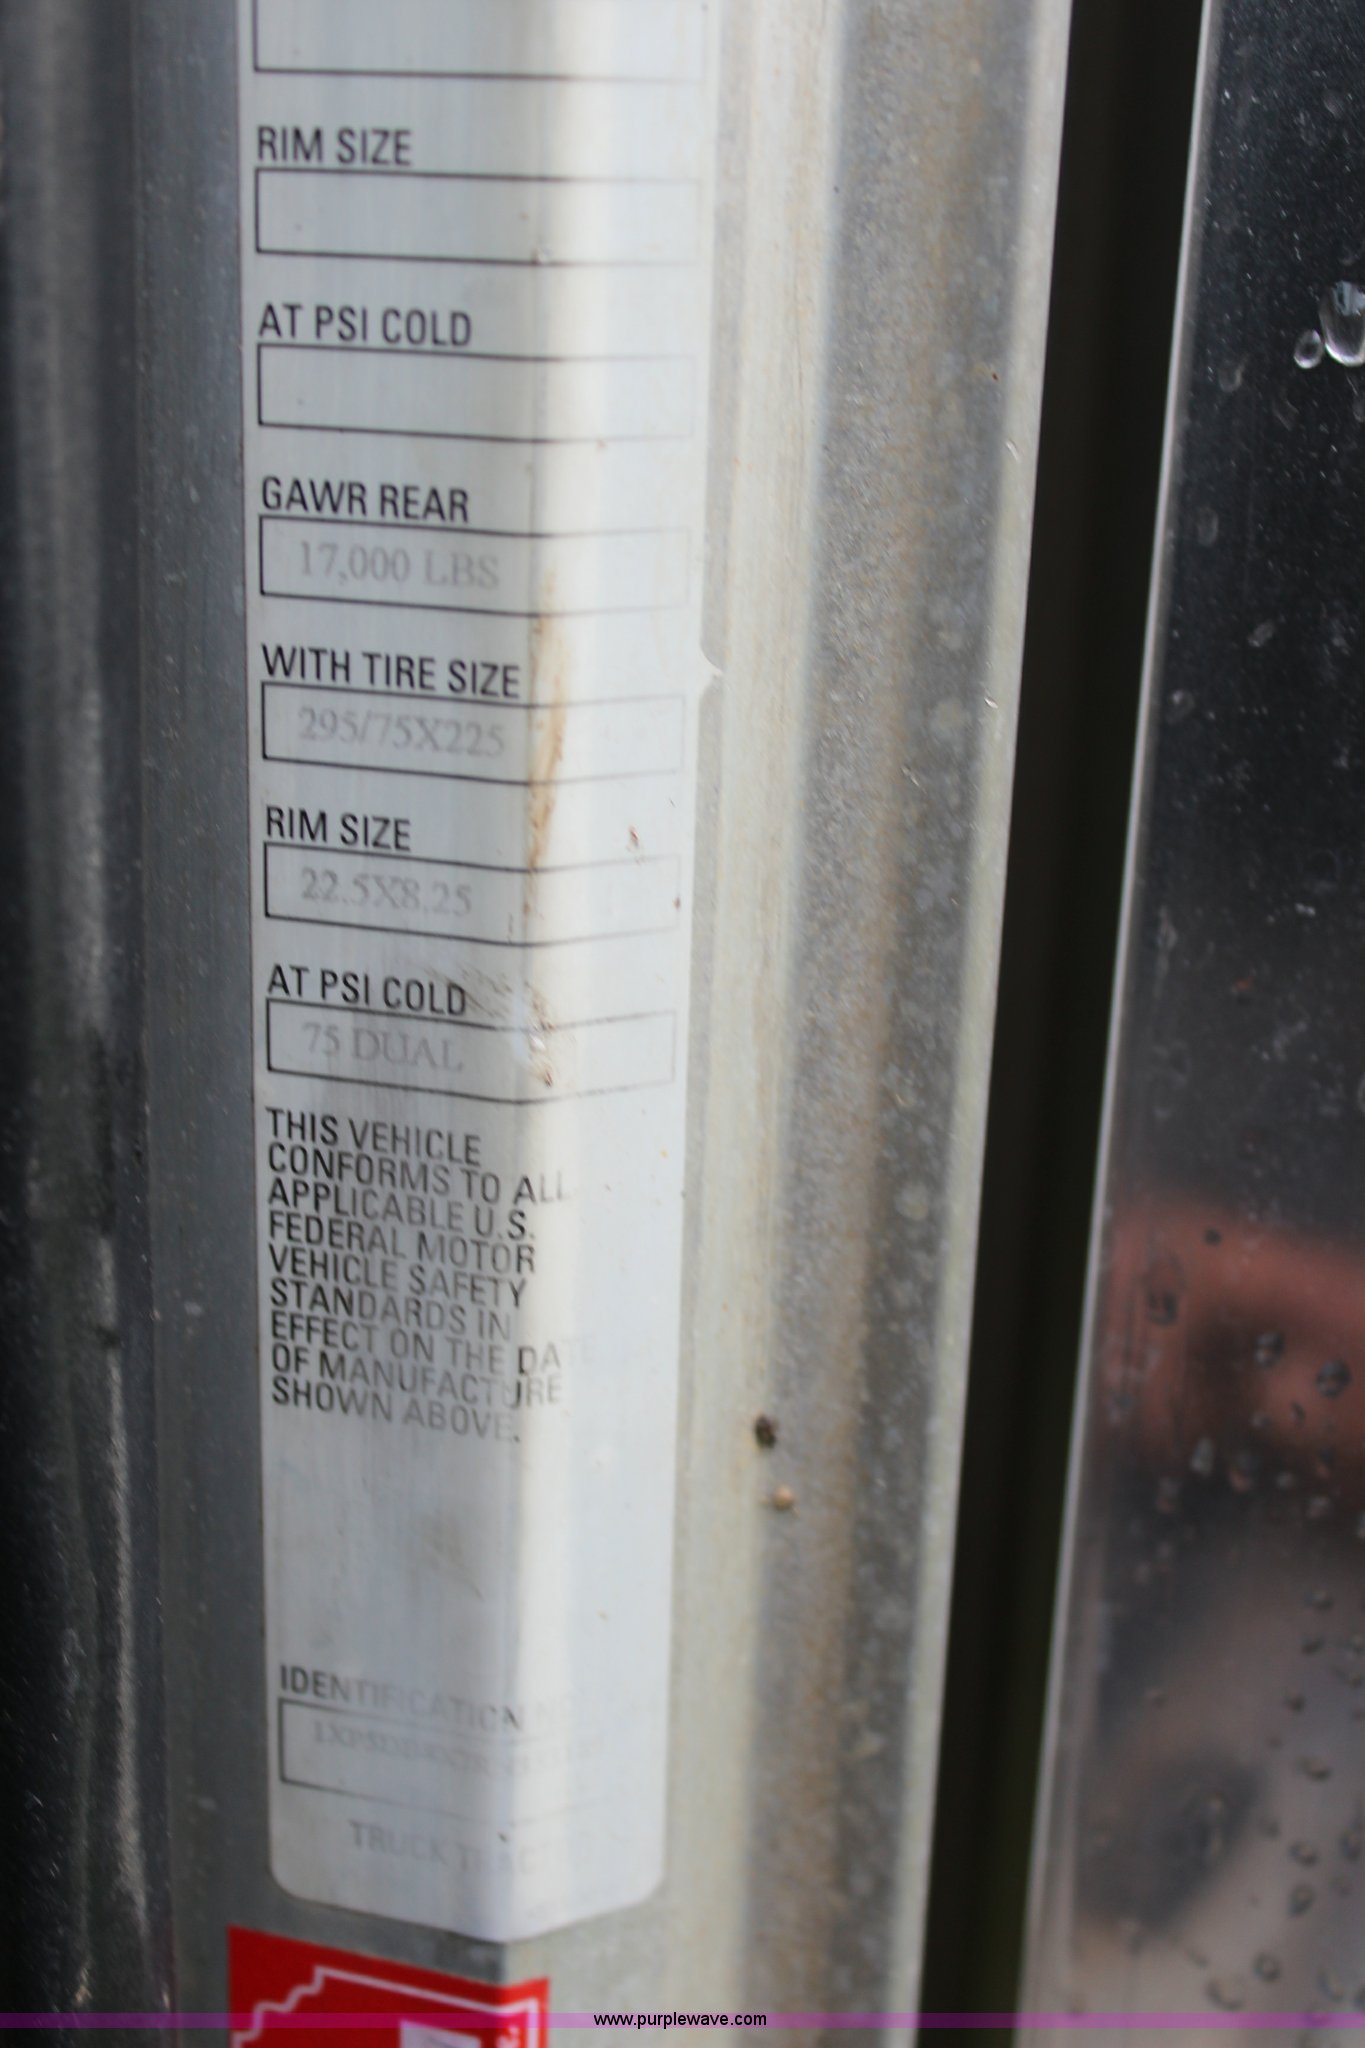 RIM SIZE
AT PSI COLD
GAWR REAR
17,000 LBS
WITH TIRE SIZE
295/75X225
RIM SIZE
22.5X8.25
AT PSI COLD
75 DUAL
THIS VEHICLE
CONFORMS TO ALL
APPLICABLE U.S.
FEDERAL MOTOR
VEHICLE SAFETY
STANDARDS IN
EFFECT ON THE DATE
OF MANUFACTURE
SHOWN ABOVE.
IDENTIFICATION
TRUCK
www.purplewave.com